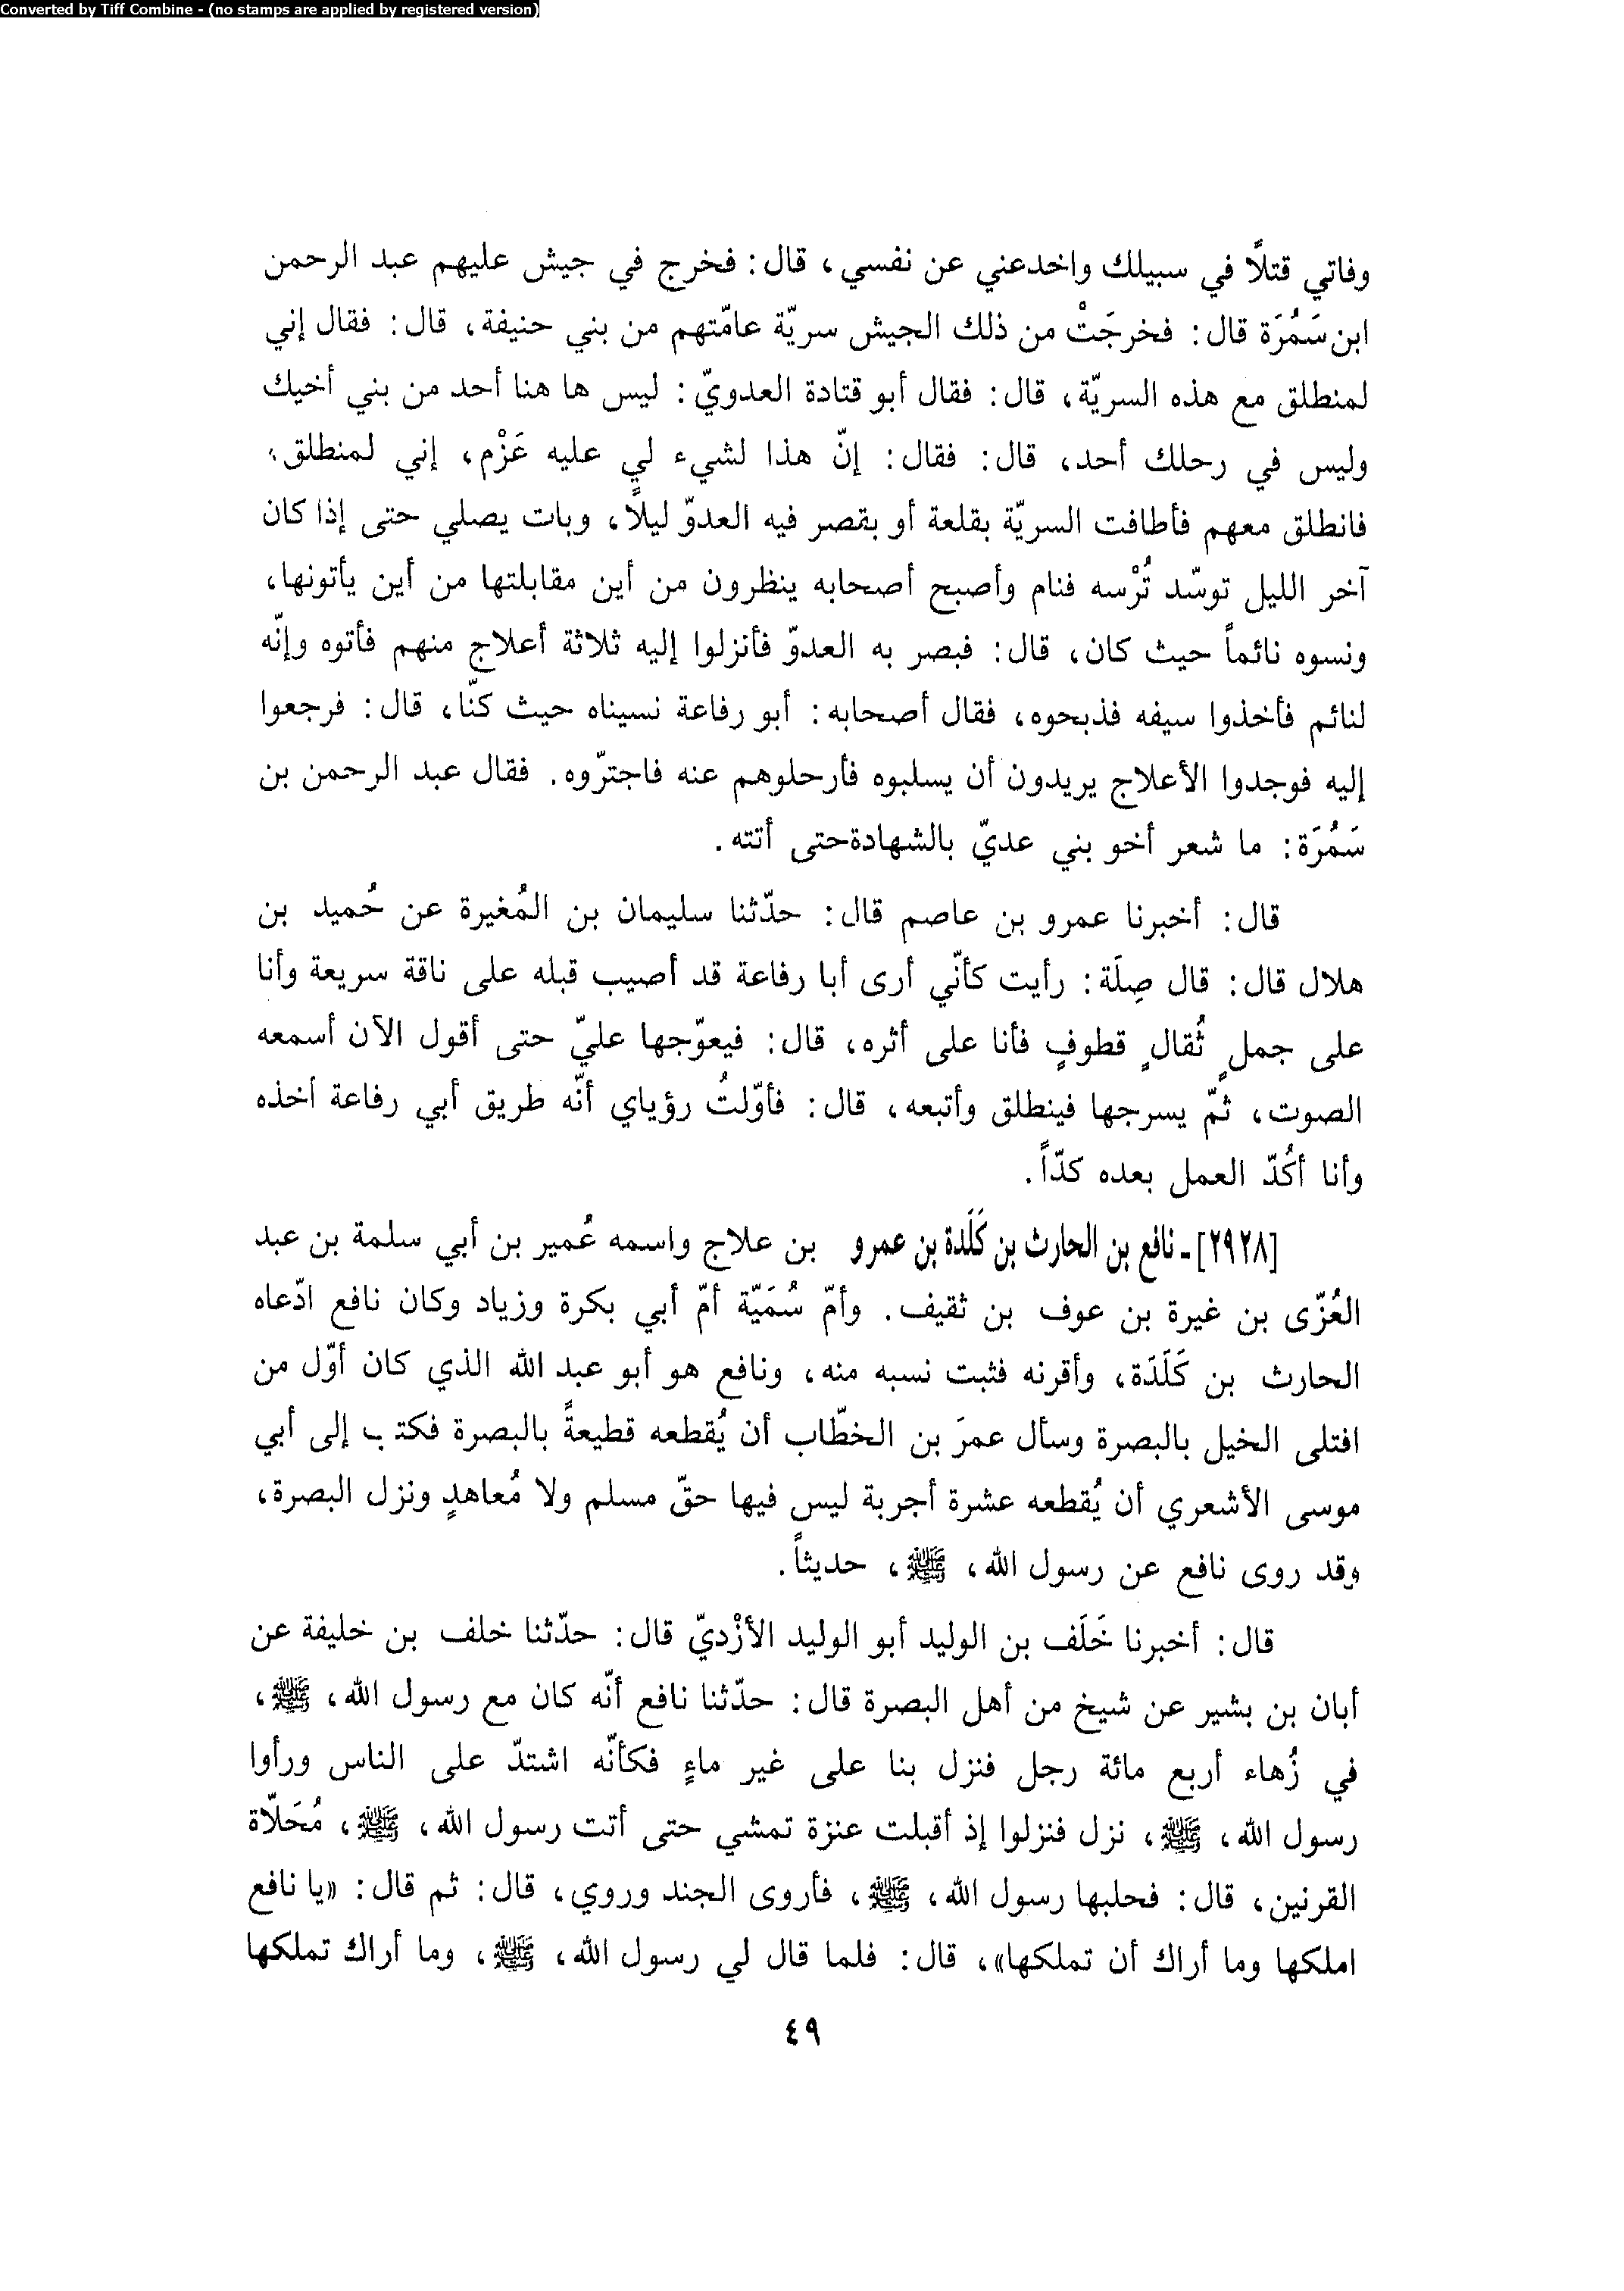 Converted by Tiff Combine - (no stamps are applied by registered version)
وفاتي قتلاً في سبيلك واخدعني عن نفسي، قال: فخرج في جيش عليهم عبد الرحمن
ابن سَمُرَة قال: فخرجَتْ من ذلك الجيش سريّة عامّتهم من بني حنيفة، قال: فقال إني
لمنطلق مع هذه السريّة، قال: فقال أبو قتادة العدويّ: ليس ها هنا أحد من بني أخيك
وليس في رحلك أحد، قال: فقال: إنّ هذا لشيء لي عليه عَزْم، إني لمنطلق،
فانطلق معهم فأطافت السريّة بقلعة أو بقصر فيه العدوّ ليلاً، وبات يصلي حتى إذا كان
آخر الليل توسّد تُرْسه فنام وأصبح أصحابه ينظرون من أين مقابلتها من أين يأتونها،
ونسوه نائماً حيث كان، قال: فبصر به العدوّ فأنزلوا إليه ثلاثة أعلاج منهم فأتوه وإنّه
لنائم فأخذوا سيفه فذبحوه، فقال أصحابه: أبو رفاعة نسيناه حيث كنّا، قال: فرجعوا
إليه فوجدوا الأعلاج يريدون أن يسلبوه فأرحلوهم عنه فاجترّوه. فقال عبد الرحمن بن
سَمُرَة: ما شعر أخو بني عديّ بالشهادةحتى أتته.
قال: أخبرنا عمرو بن عاصم قال: حدّثنا سليمان بن المُغيرة عن حُميد بن
هلال قال: قال صِلَة: رأيت كأنّي أرى أبا رفاعة قد أصيب قبله على ناقة سريعة وأنا
على جملٍ ثُقالٍ قطوفٍ فأنا على أثره، قال: فيعوّجها عليّ حتى أقول الآن أسمعه
الصوت، ثمّ يسرجها فينطلق وأتبعه، قال: فأوّلتُ رؤياي أنّه طريق أبي رفاعة أخذه
وأنا أكُدّ العمل بعده كدّاً.
[٢٩٢٨] - نافع بن الحارث بن كَلَدة بن عمرو بن علاج واسمه عُمير بن أبي سلمة بن عبد
العُزّى بن غيرة بن عوف بن ثقيف. وأمّ سُمَيّة أمّ أبي بكرة وزياد وكان نافع ادّعاه
الحارث بن كَلَدَة، وأقرنه فثبت نسبه منه، ونافع هو أبو عبد الله الذي كان أوّل من
افتلى الخيل بالبصرة وسأل عمرَ بن الخطّاب أن يُقطعه قطيعةً بالبصرة فكتب إلى أبي
موسى الأشعري أن يُقطعه عشرة أجربة ليس فيها حقّ مسلم ولا مُعاهدٍ ونزل البصرة،
وقد روى نافع عن رسول الله، ﷺ، حديثاً.
قال: أخبرنا خَلَف بن الوليد أبو الوليد الأزْديّ قال: حدّثنا خلف بن خليفة عن
أبان بن بشير عن شيخ من أهل البصرة قال: حدّثنا نافع أنّه كان مع رسول الله، ﷺ،
في زُهاء أربع مائة رجل فنزل بنا على غير ماءٍ فكأنّه اشتدّ على الناس ورأوا
رسول الله، ﷺ، نزل فنزلوا إذ أقبلت عنزة تمشي حتى أتت رسول الله، ﷺ، مُحَلّاة
القرنين، قال: فحلبها رسول الله، ﷺ، فأروى الجند وروي، قال: ثم قال: «يا نافع
املكها وما أراك أن تملكها»، قال: فلما قال لي رسول الله، ﷺ، وما أراك تملكها
٤٩